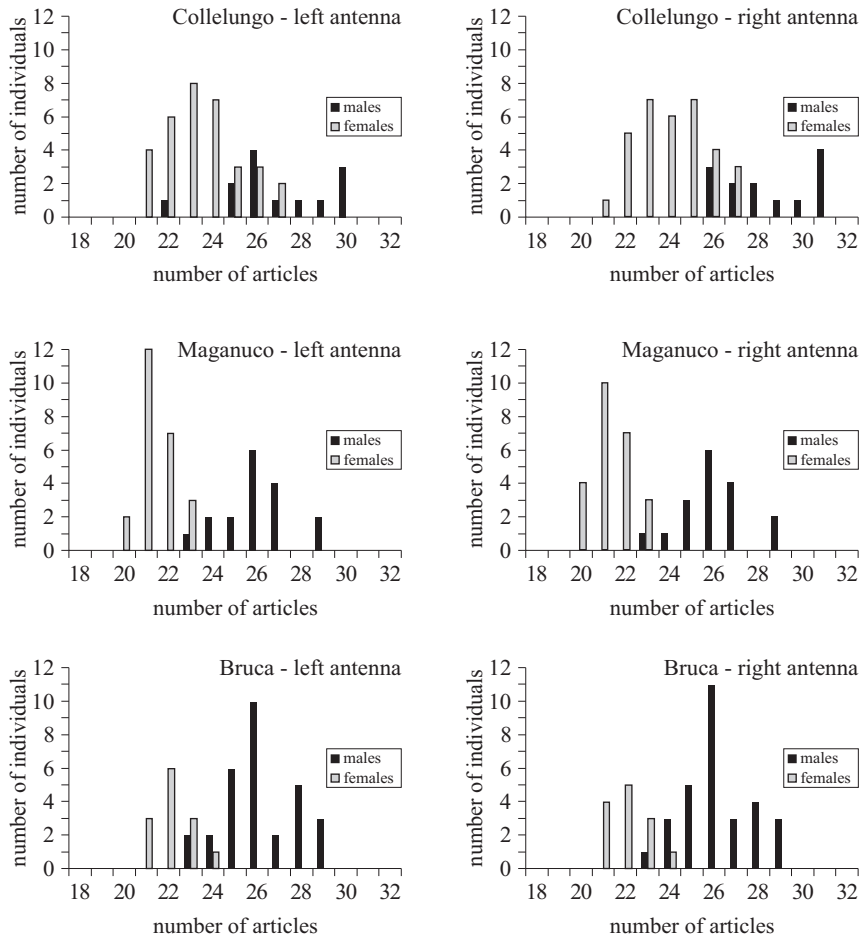 Collelungo - left antenna
number of individuals
12
10
8
6
4
2
0
males
females
18 20 22 24 26 28 30 32
number of articles
Collelungo - right antenna
number of individuals
12
10
8
6
4
2
0
males
females
18 20 22 24 26 28 30 32
number of articles
Maganuco - left antenna
number of individuals
12
10
8
6
4
2
0
males
females
18 20 22 24 26 28 30 32
number of articles
Maganuco - right antenna
number of individuals
12
10
8
6
4
2
0
males
females
18 20 22 24 26 28 30 32
number of articles
Bruca - left antenna
number of individuals
12
10
8
6
4
2
0
males
females
18 20 22 24 26 28 30 32
number of articles
Bruca - right antenna
number of individuals
12
10
8
6
4
2
0
males
females
18 20 22 24 26 28 30 32
number of articles